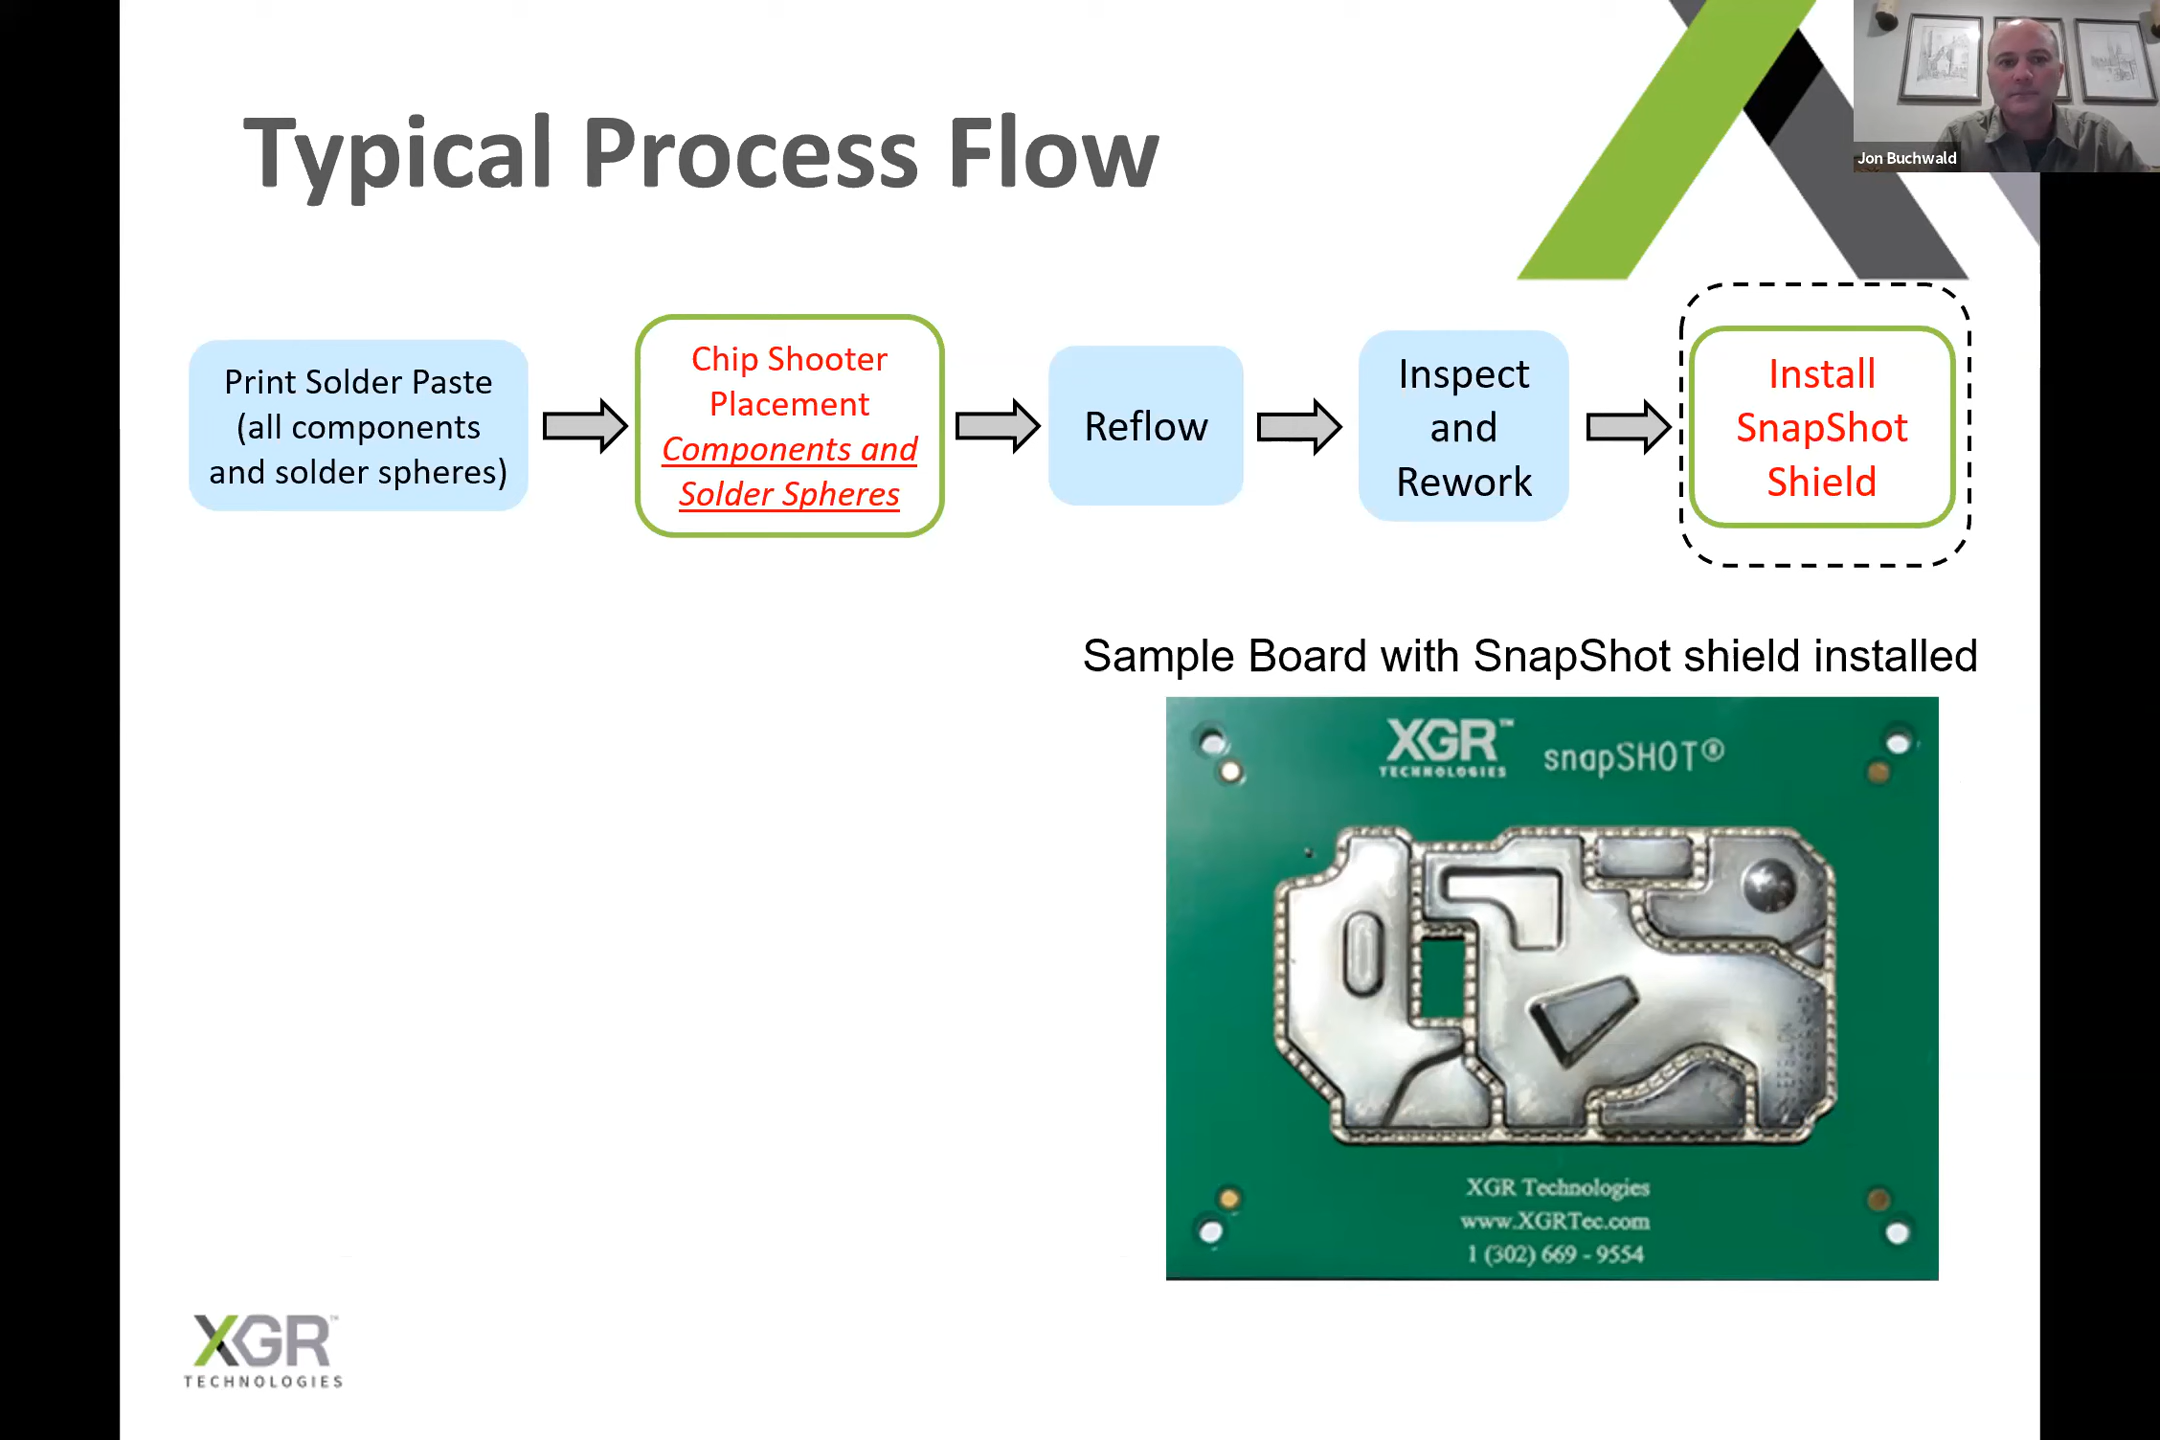 Typical Process Flow
Jon Buchwald
Print Solder Paste
(all components
and solder spheres)
Chip Shooter
Placement
Components and
Solder Spheres
Reflow
Inspect
and
Rework
Install
SnapShot
Shield
Sample Board with SnapShot shield installed
XGR™
TECHNOLOGIES
snapSHOT®
XGR Technologies
www.XGRTec.com
1 (302) 669 - 9554
XGR™
TECHNOLOGIES